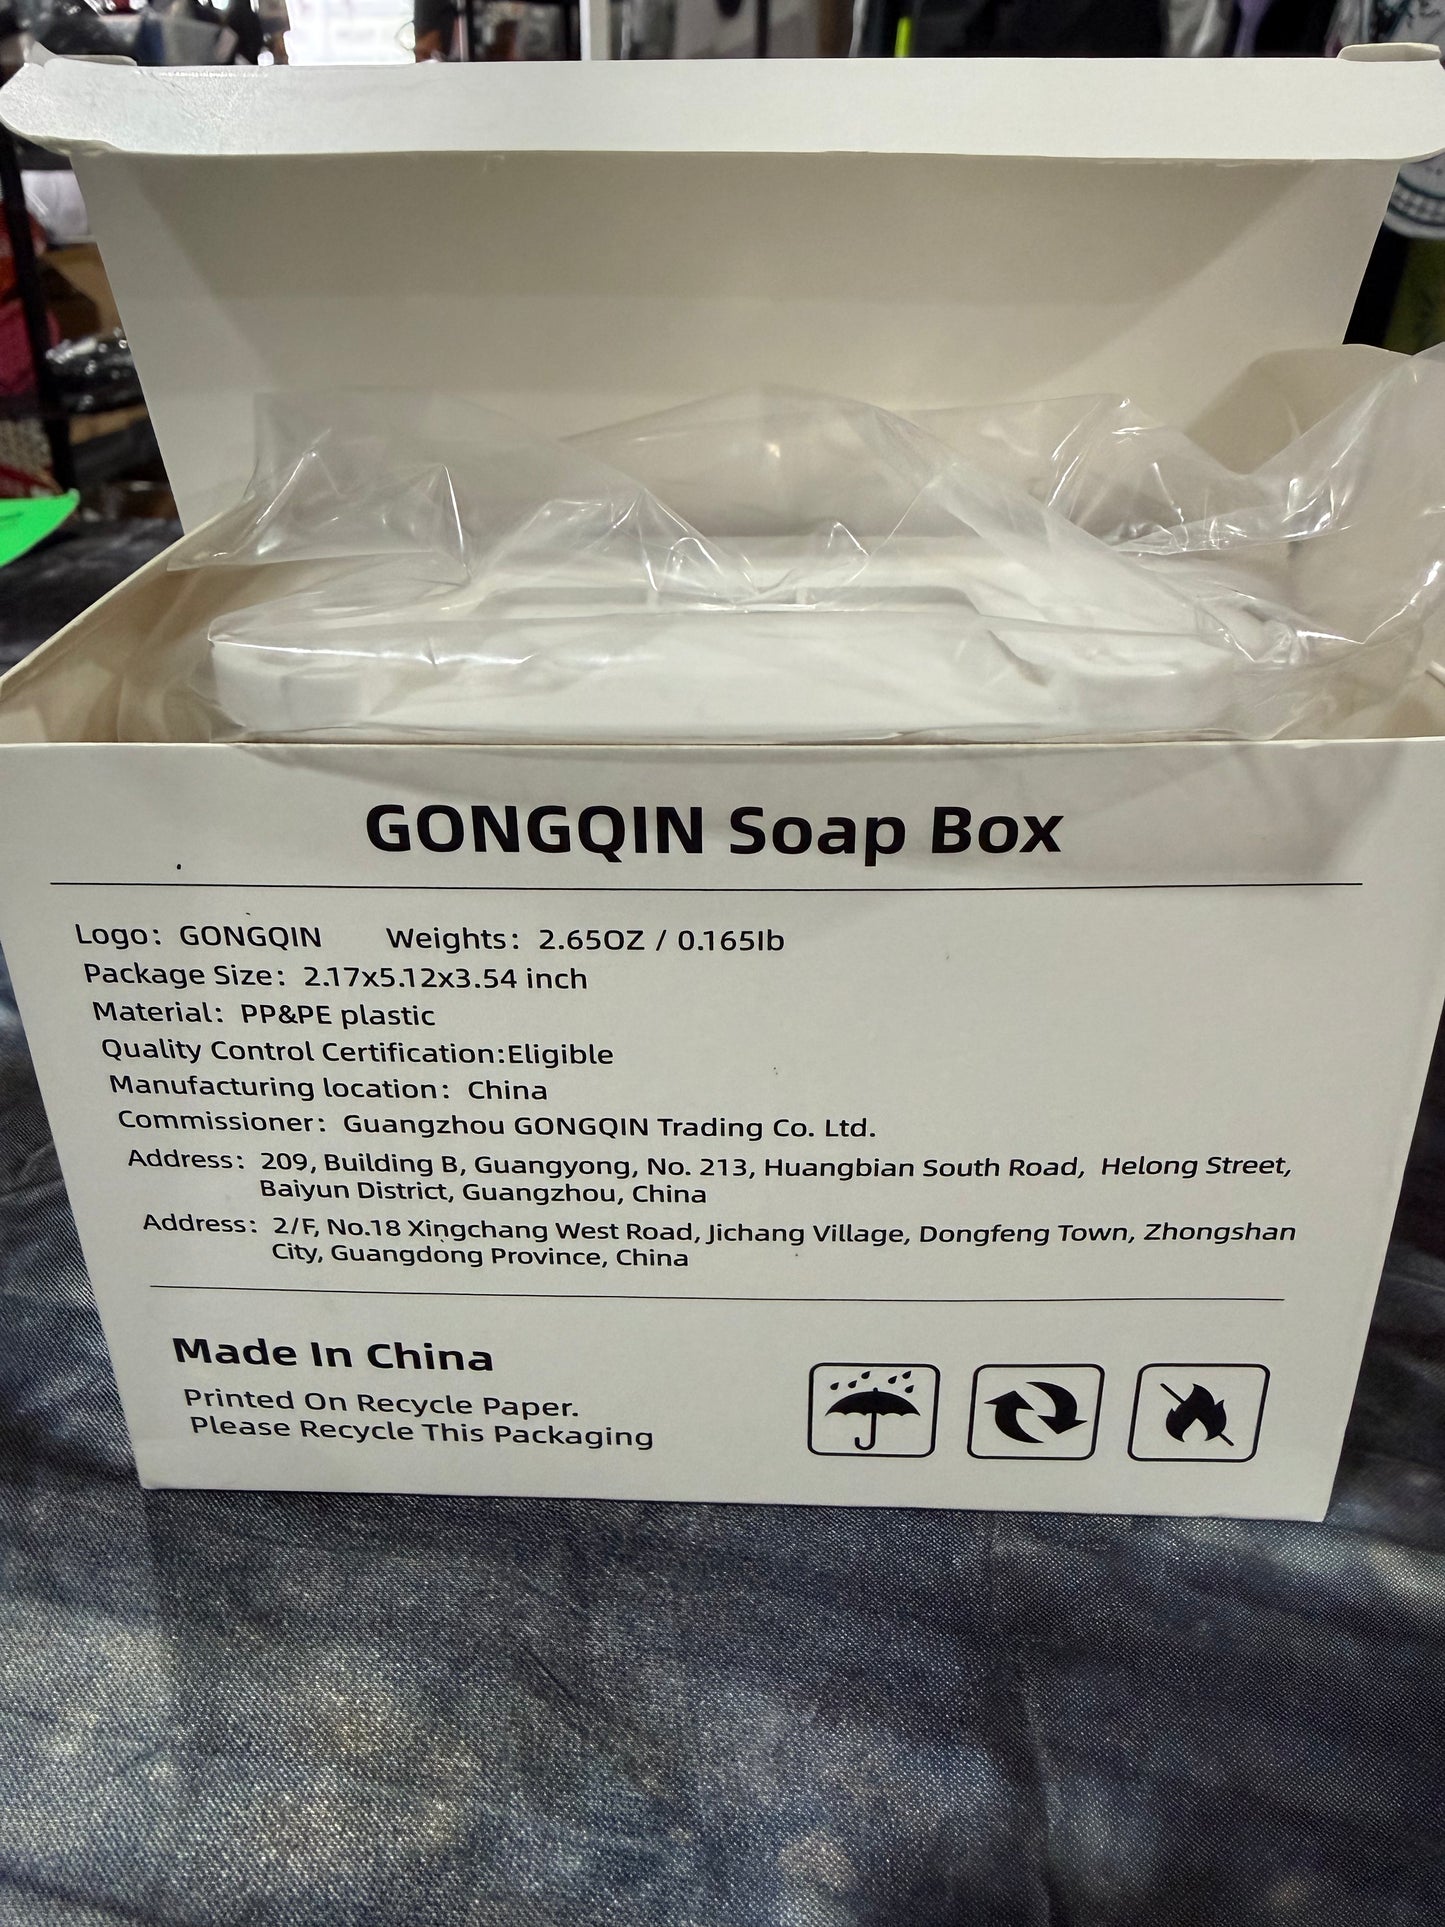 GONGQIN Soap Box
Logo: GONGQIN Weights: 2.65OZ / 0.165lb
Package Size: 2.17x5.12x3.54 inch
Material: PP&PE plastic
Quality Control Certification:Eligible
Manufacturing location: China
Commissioner: Guangzhou GONGQIN Trading Co. Ltd.
Address: 209, Building B, Guangyong, No. 213, Huangbian South Road, Helong Street,
Baiyun District, Guangzhou, China
Address: 2/F, No.18 Xingchang West Road, Jichang Village, Dongfeng Town, Zhongshan
City, Guangdong Province, China
Made In China
Printed On Recycle Paper.
Please Recycle This Packaging